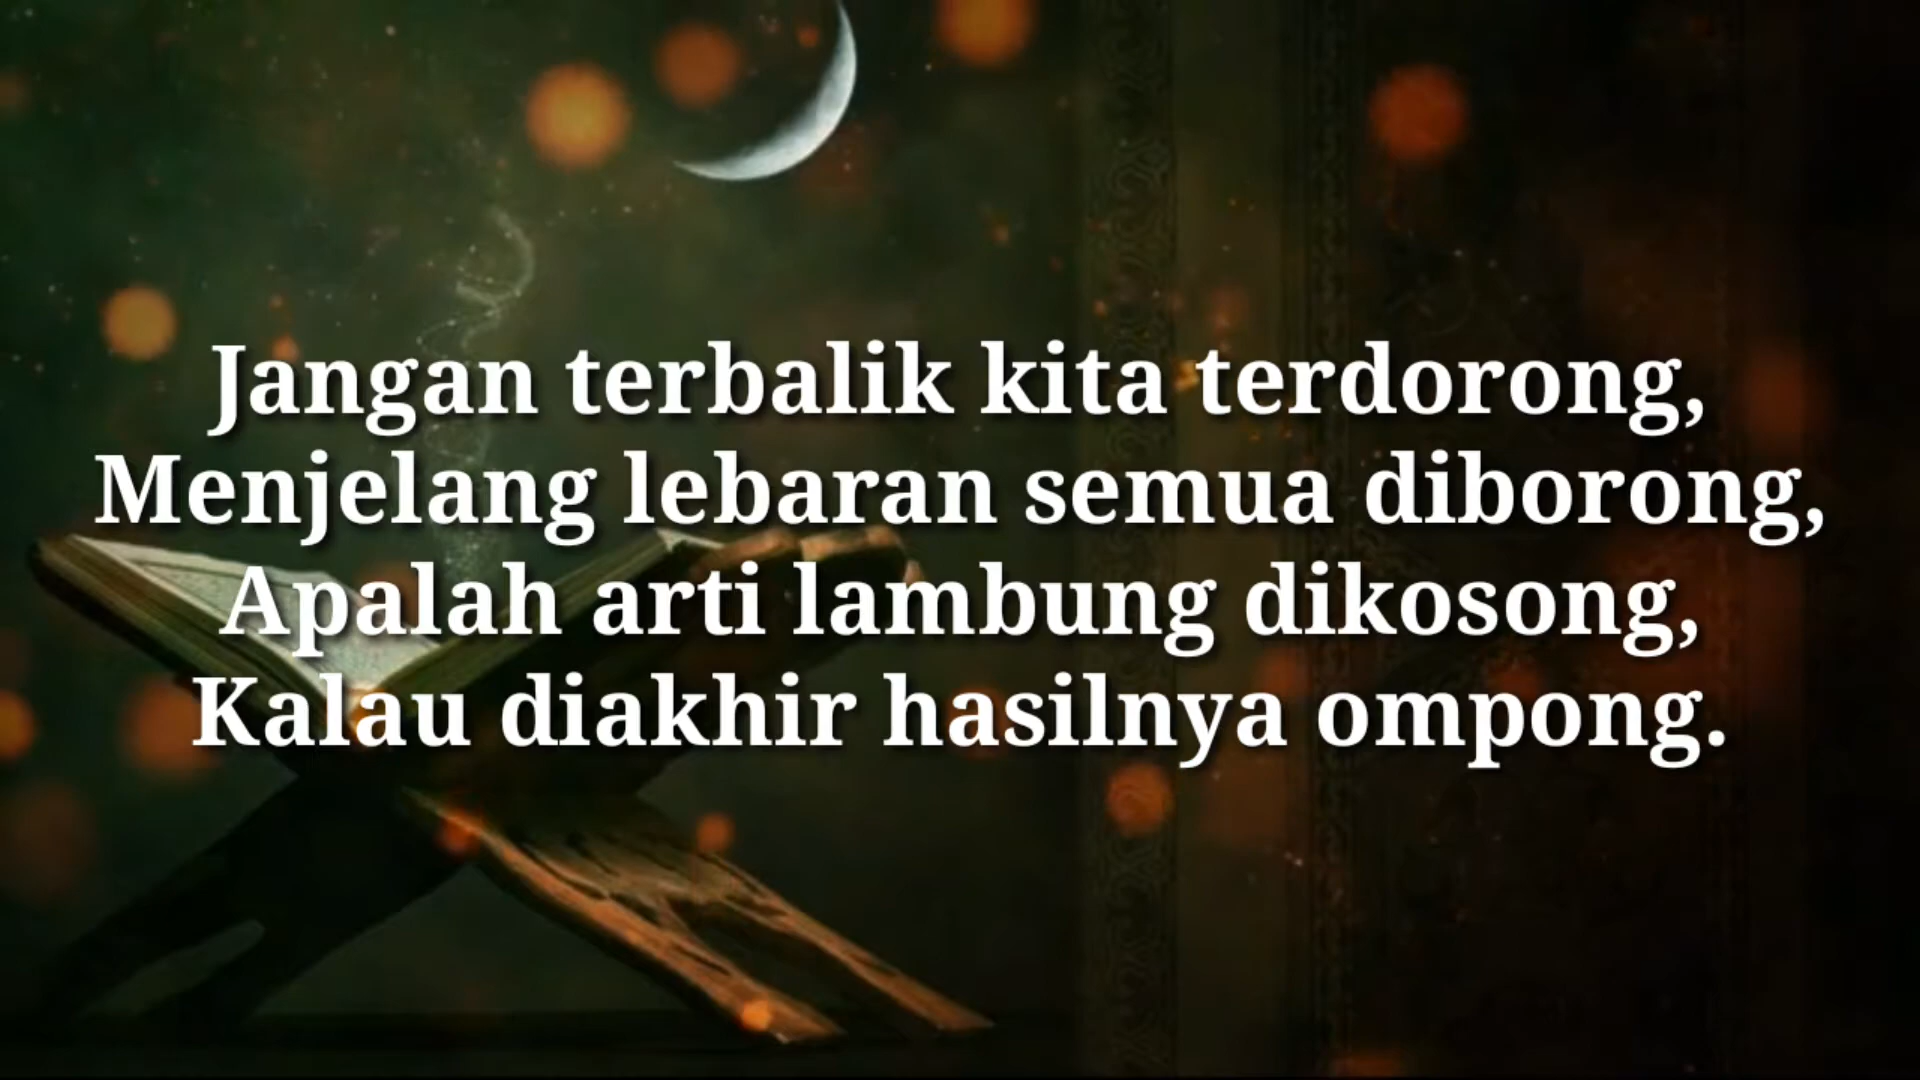 Jangan terbalik kita terdorong,
Menjelang lebaran semua diborong,
Apalah arti lambung dikosong,
Kalau diakhir hasilnya ompong.